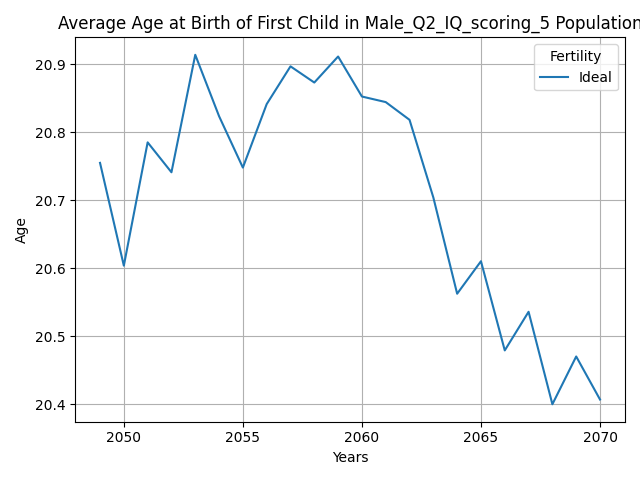 Average Age at Birth of First Child in Male_Q2_IQ_scoring_5 Population
Fertility
Ideal
20.9
20.8
20.7
20.6
20.5
20.4
Age
2050 2055 2060 2065 2070
Years